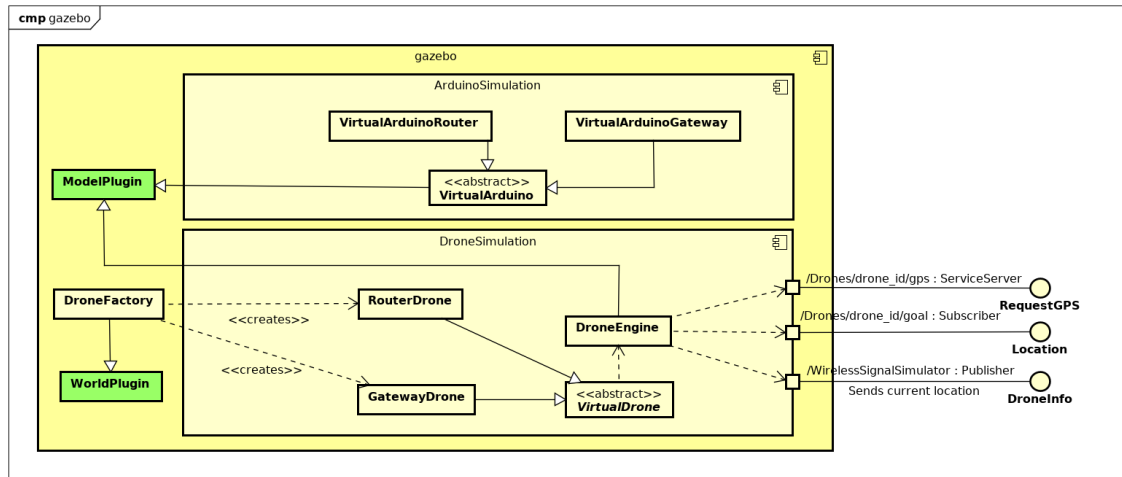 cmp gazebo
gazebo
ArduinoSimulation
VirtualArduinoRouter
VirtualArduinoGateway
ModelPlugin
<<abstract>>
VirtualArduino
DroneSimulation
/Drones/drone_id/gps : ServiceServer
RequestGPS
DroneFactory
RouterDrone
<<creates>>
DroneEngine
/Drones/drone_id/goal : Subscriber
Location
WorldPlugin
<<creates>>
GatewayDrone
<<abstract>>
VirtualDrone
/WirelessSignalSimulator : Publisher
Sends current location
DroneInfo